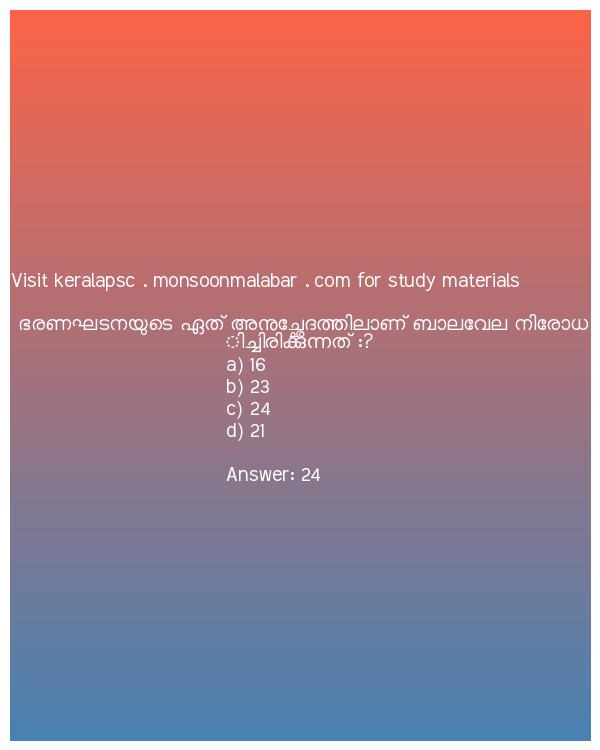 Visit keralapsc . monsoonmalabar . com for study materials
ഭരണഘടനയുടെ ഏത് അനുച്ഛേദത്തിലാണ് ബാലവേല നിരോധ
ിച്ചിരിക്കുന്നത് :?
a) 16
b) 23
c) 24
d) 21
Answer: 24